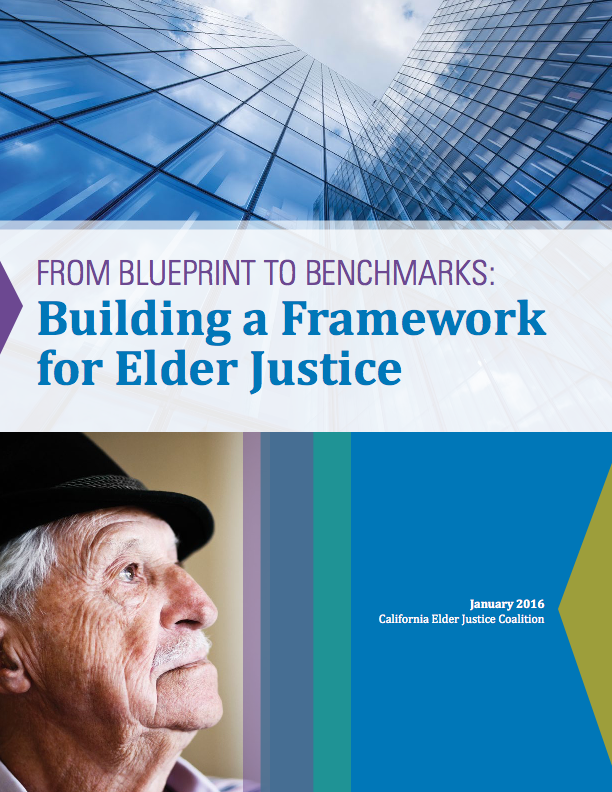 FROM BLUEPRINT TO BENCHMARKS:
Building a Framework
for Elder Justice
January 2016
California Elder Justice Coalition